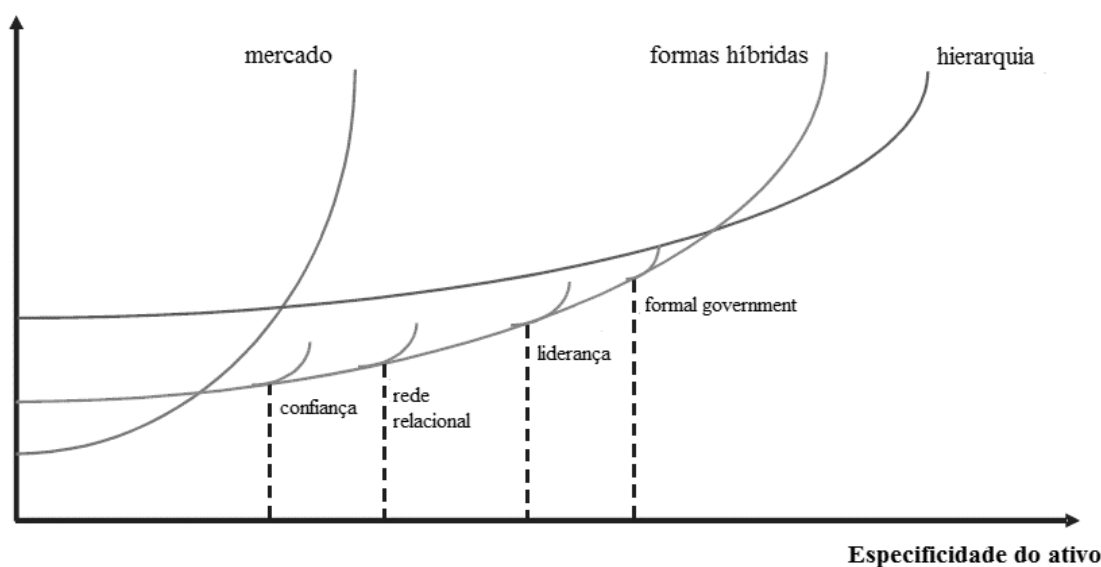 mercado
formas híbridas
hierarquia
formal government
liderança
confiança
rede
relacional
Especificidade do ativo